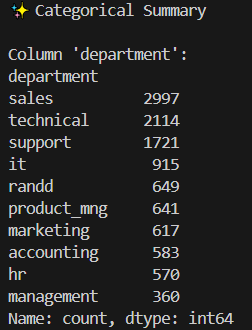 ✨ Categorical Summary
Column 'department':
department
sales 2997
technical 2114
support 1721
it 915
randd 649
product_mng 641
marketing 617
accounting 583
hr 570
management 360
Name: count, dtype: int64